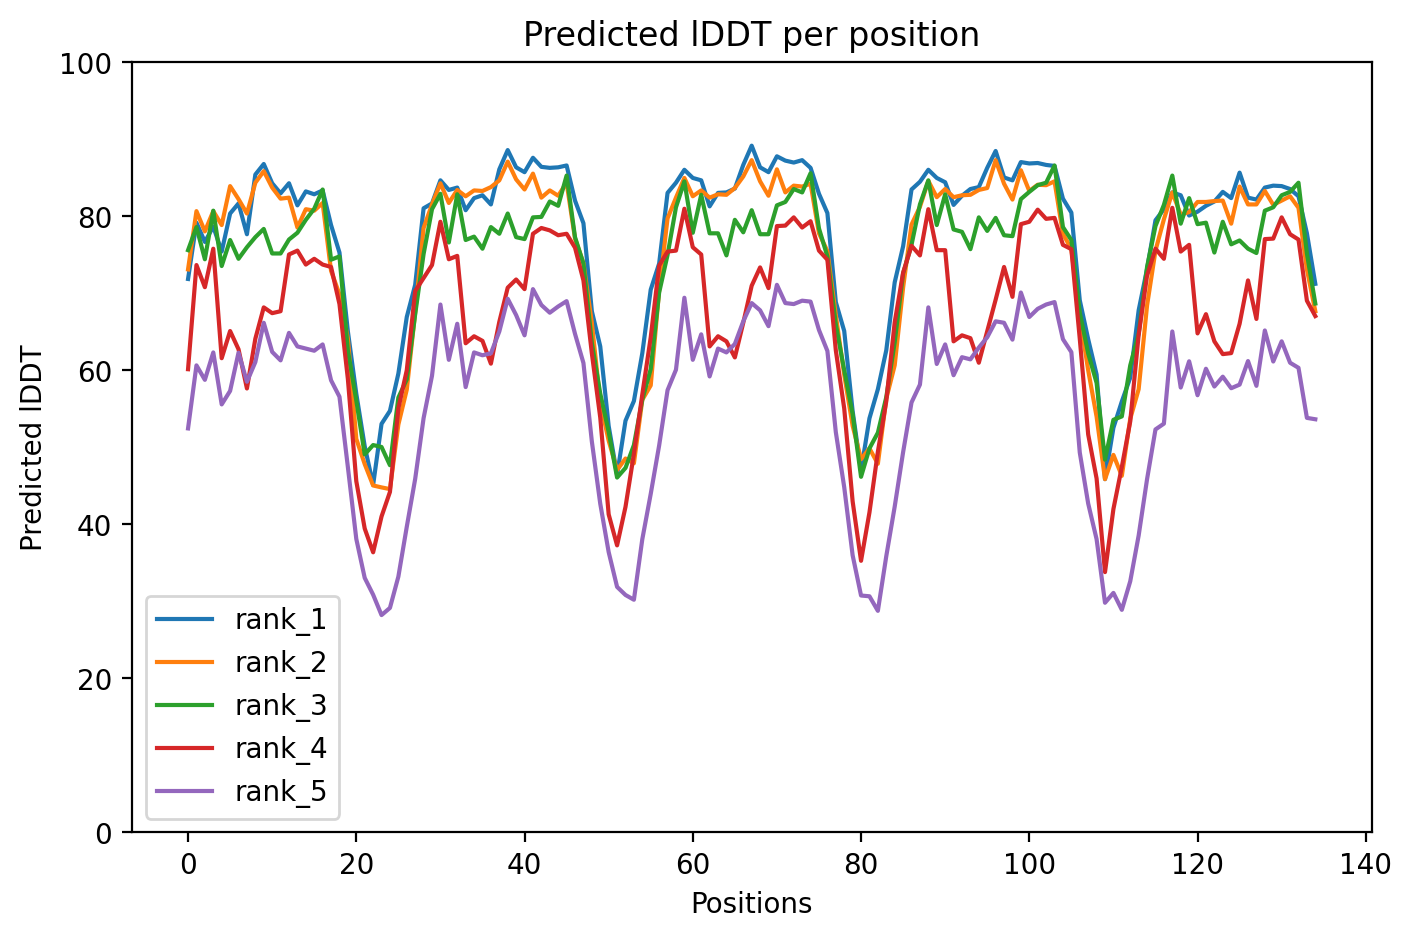 Predicted lDDT per position
100
80
60
40
20
0
Predicted lDDT
rank_1
rank_2
rank_3
rank_4
rank_5
0 20 40 60 80 100 120 140
Positions